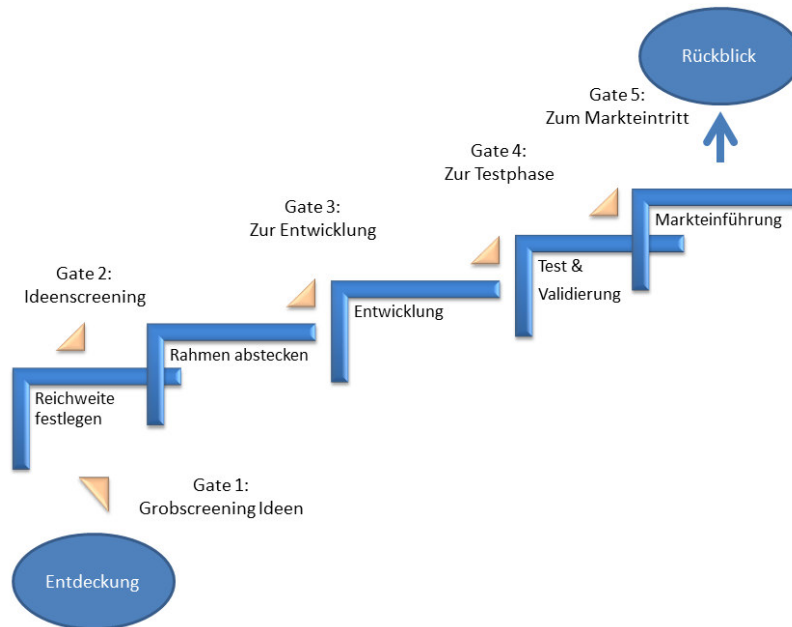 Rückblick
Gate 5:
Zum Markteintritt
Gate 4:
Zur Testphase
Gate 3:
Zur Entwicklung
Markteinführung
Gate 2:
Ideenscreening
Test &
Validierung
Entwicklung
Rahmen abstecken
Reichweite
festlegen
Gate 1:
Grobscreening Ideen
Entdeckung